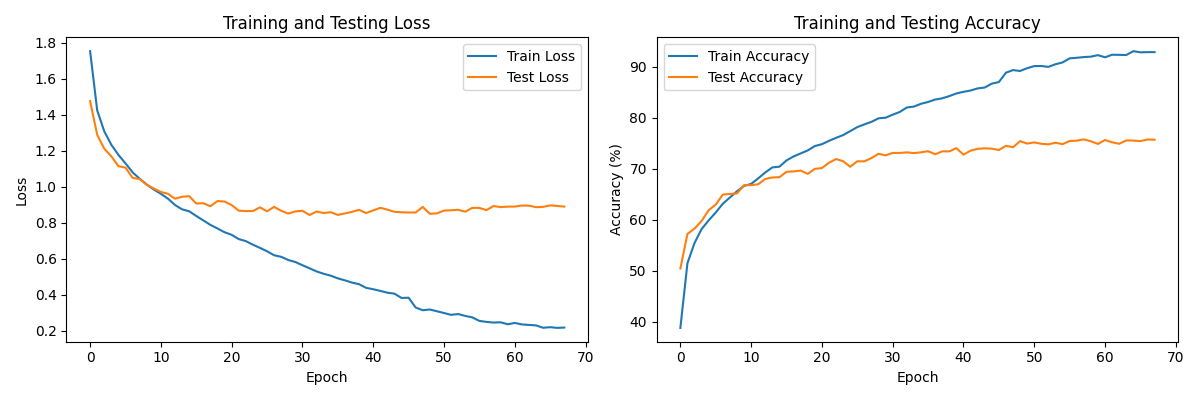 Training and Testing Loss
Loss
1.8
1.6
1.4
1.2
1.0
0.8
0.6
0.4
0.2
Train Loss
Test Loss
0 10 20 30 40 50 60 70
Epoch
Training and Testing Accuracy
Accuracy (%)
90
80
70
60
50
40
Train Accuracy
Test Accuracy
0 10 20 30 40 50 60 70
Epoch